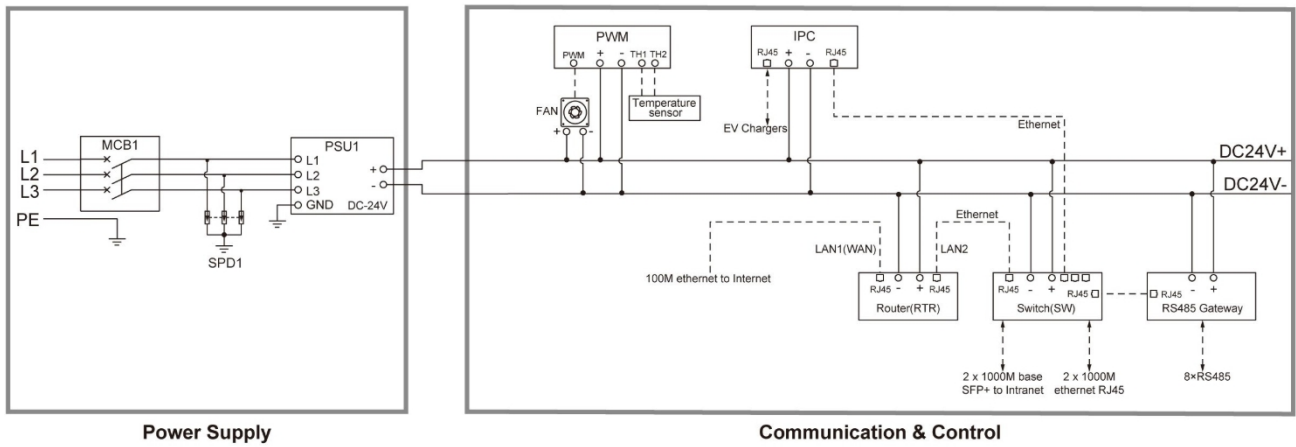 MCB1
L1
L2
L3
PE
SPD1
PSU1
L1
L2
L3
GND
+
-
DC-24V
PWM
PWM + - TH1 TH2
FAN
+ -
Temperature
sensor
IPC
RJ45 + - RJ45
EV Chargers
Ethernet
DC24V+
DC24V-
100M ethernet to Internet
LAN1(WAN)
LAN2
Ethernet
RJ45 - + RJ45
Router(RTR)
RJ45 - +
RJ45
Switch(SW)
2 x 1000M base
SFP+ to Intranet
2 x 1000M
ethernet RJ45
RJ45 - +
RS485 Gateway
8×RS485
Power Supply
Communication & Control